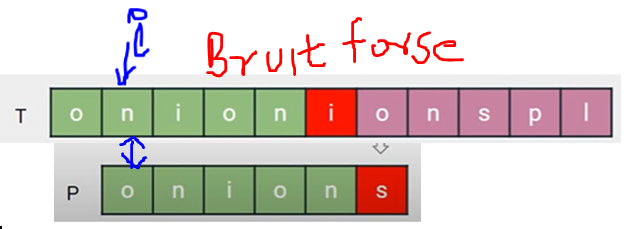 Bruit forse
T o n i o n i o n s p l
P o n i o n s